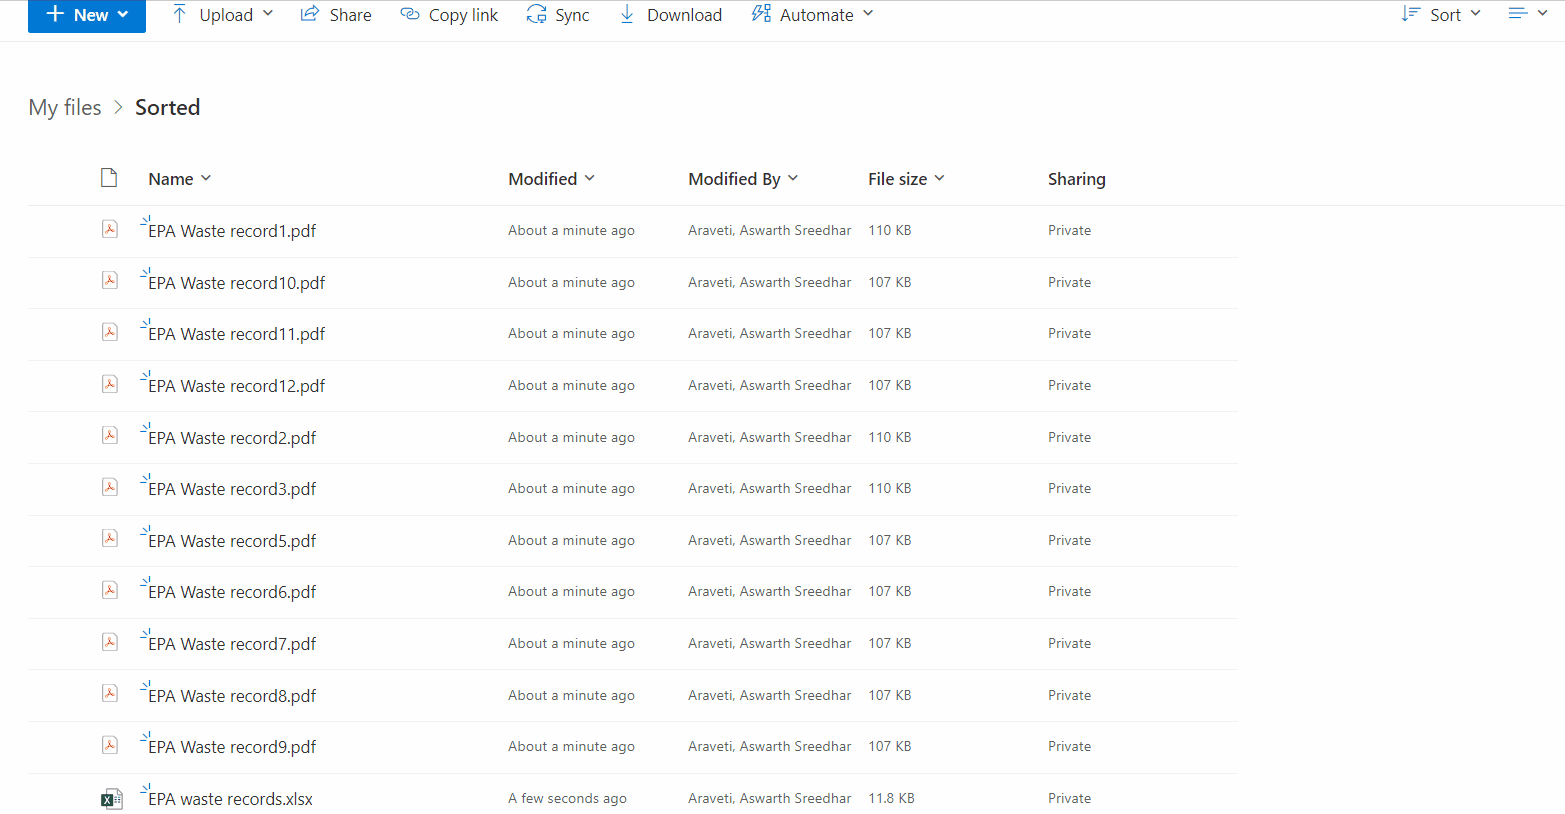 New Upload Share Copy link Sync Download Automate Sort
My files > Sorted
Name Modified Modified By File size Sharing
EPA Waste record1.pdf About a minute ago Araveti, Aswarth Sreedhar 110 KB Private
EPA Waste record10.pdf About a minute ago Araveti, Aswarth Sreedhar 107 KB Private
EPA Waste record11.pdf About a minute ago Araveti, Aswarth Sreedhar 107 KB Private
EPA Waste record12.pdf About a minute ago Araveti, Aswarth Sreedhar 107 KB Private
EPA Waste record2.pdf About a minute ago Araveti, Aswarth Sreedhar 110 KB Private
EPA Waste record3.pdf About a minute ago Araveti, Aswarth Sreedhar 110 KB Private
EPA Waste record5.pdf About a minute ago Araveti, Aswarth Sreedhar 107 KB Private
EPA Waste record6.pdf About a minute ago Araveti, Aswarth Sreedhar 107 KB Private
EPA Waste record7.pdf About a minute ago Araveti, Aswarth Sreedhar 107 KB Private
EPA Waste record8.pdf About a minute ago Araveti, Aswarth Sreedhar 107 KB Private
EPA Waste record9.pdf About a minute ago Araveti, Aswarth Sreedhar 107 KB Private
EPA waste records.xlsx A few seconds ago Araveti, Aswarth Sreedhar 11.8 KB Private